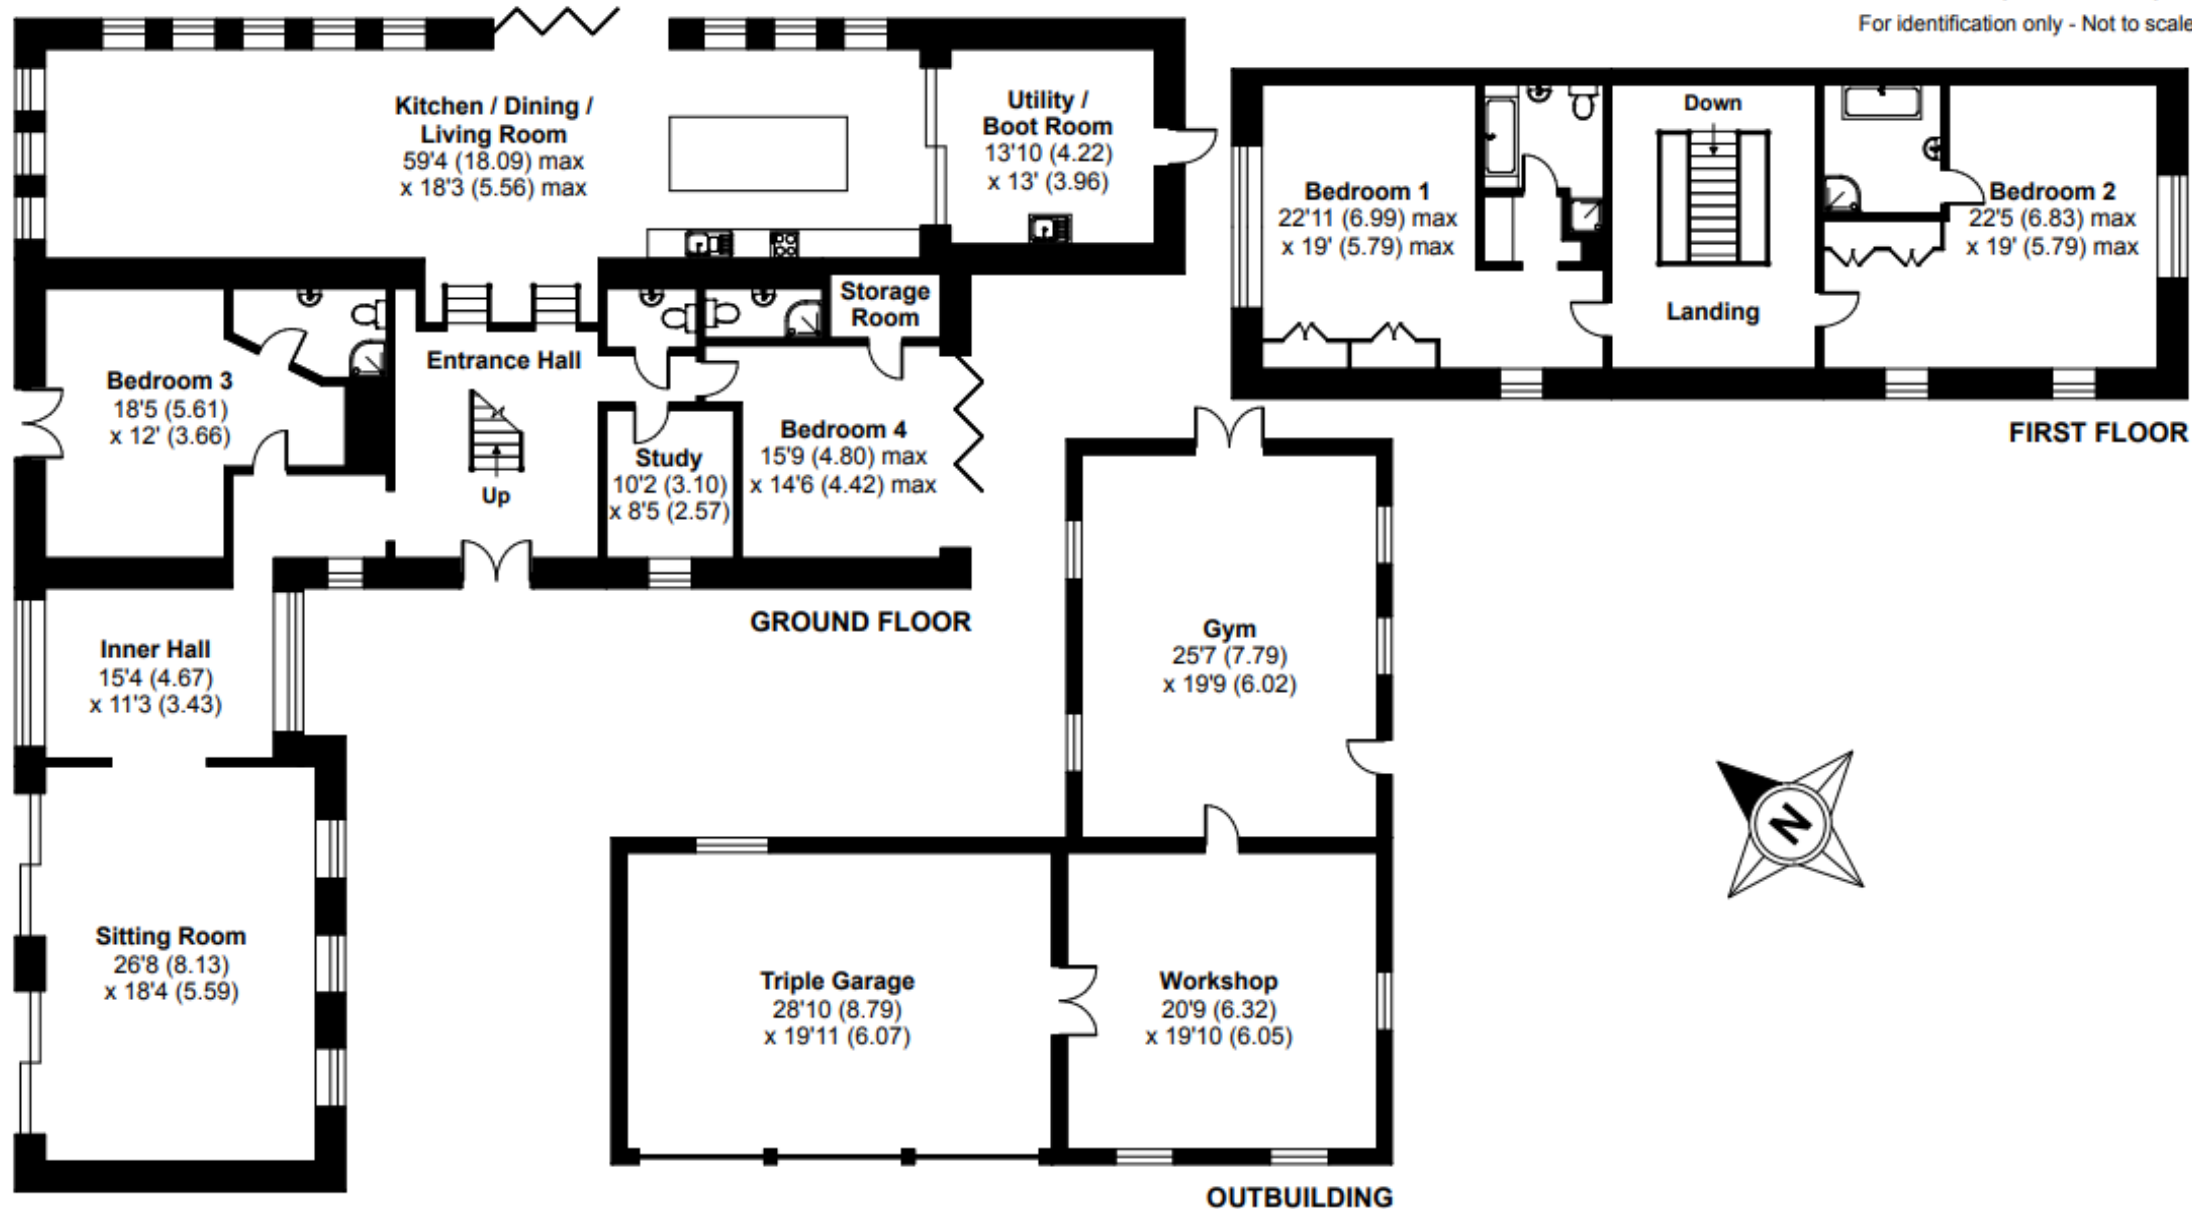 For identification only - Not to scale
Kitchen / Dining /
Living Room
59'4 (18.09) max
x 18'3 (5.56) max
Utility /
Boot Room
13'10 (4.22)
x 13' (3.96)
Storage
Room
Entrance Hall
Up
Bedroom 3
18'5 (5.61)
x 12' (3.66)
Study
10'2 (3.10)
x 8'5 (2.57)
Bedroom 4
15'9 (4.80) max
x 14'6 (4.42) max
GROUND FLOOR
Inner Hall
15'4 (4.67)
x 11'3 (3.43)
Sitting Room
26'8 (8.13)
x 18'4 (5.59)
Bedroom 1
22'11 (6.99) max
x 19' (5.79) max
Down
Landing
Bedroom 2
22'5 (6.83) max
x 19' (5.79) max
FIRST FLOOR
Gym
25'7 (7.79)
x 19'9 (6.02)
Triple Garage
28'10 (8.79)
x 19'11 (6.07)
Workshop
20'9 (6.32)
x 19'10 (6.05)
OUTBUILDING
N